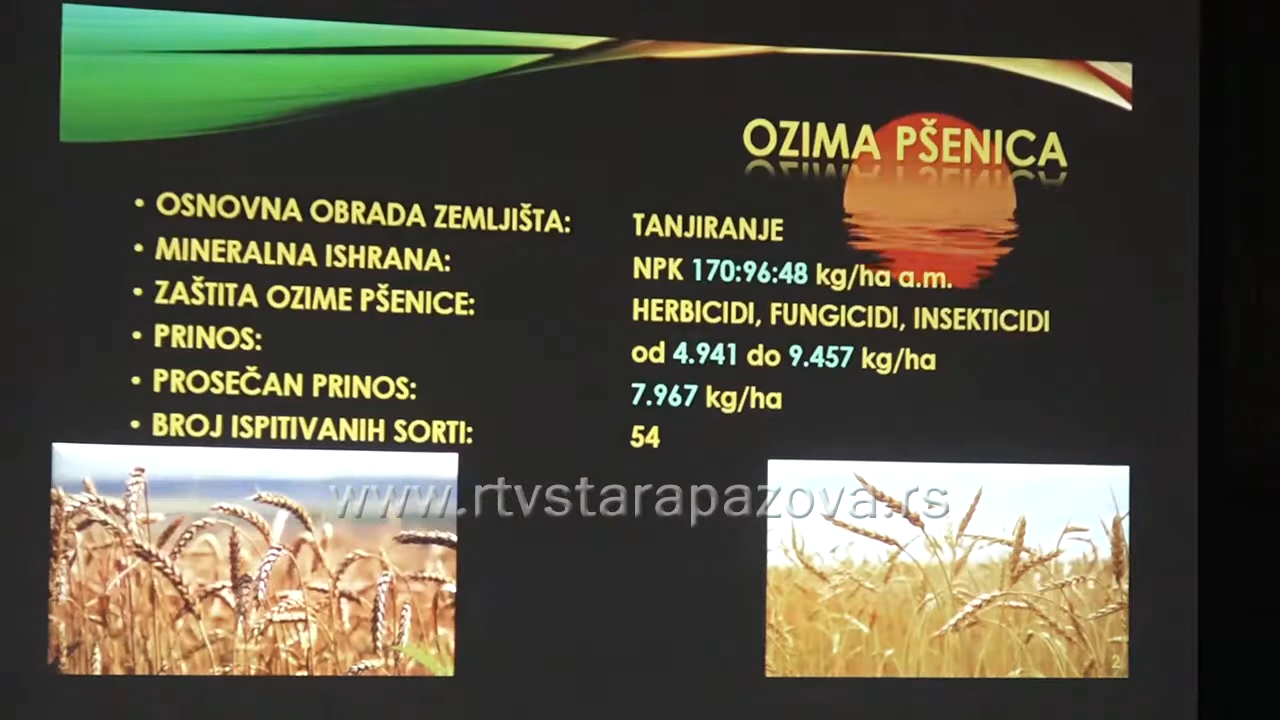 OZIMA PŠENICA
• OSNOVNA OBRADA ZEMLJIŠTA: TANJIRANJE
• MINERALNA ISHRANA: NPK 170:96:48 kg/ha a.m.
• ZAŠTITA OZIME PŠENICE: HERBICIDI, FUNGICIDI, INSEKTICIDI
• PRINOS: od 4.941 do 9.457 kg/ha
• PROSEČAN PRINOS: 7.967 kg/ha
• BROJ ISPITIVANIH SORTI: 54
www.rtvstarapazova.rs
2